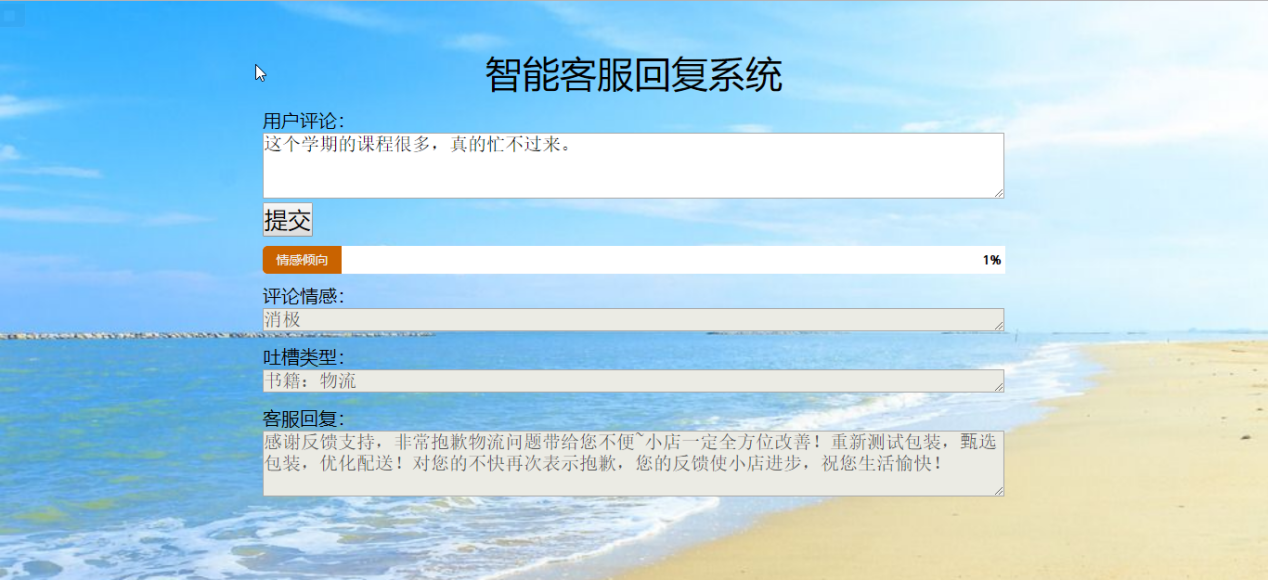 智能客服回复系统
用户评论：
这个学期的课程很多，真的忙不过来。
提交
情感倾向 1%
评论情感：
消极
吐槽类型：
书籍：物流
客服回复：
感谢反馈支持，非常抱歉物流问题带给您不便~小店一定全方位改善！重新测试包装，甄选
包装，优化配送！对您的不快再次表示抱歉，您的反馈使小店进步，祝您生活愉快！